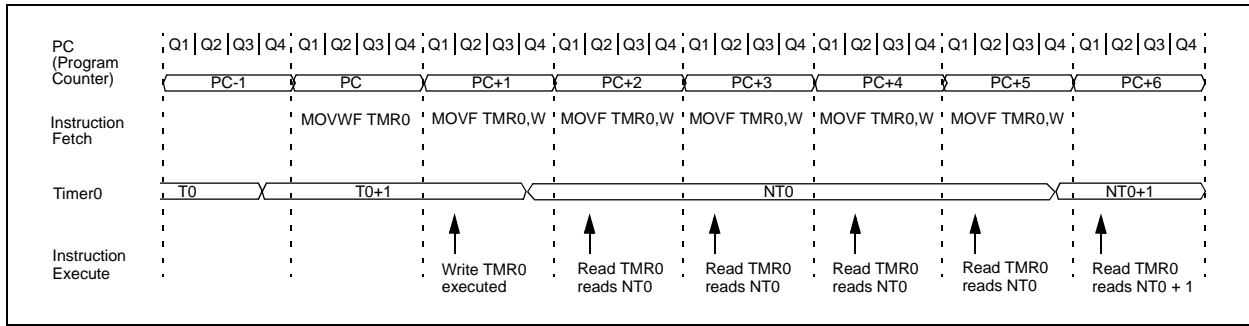 PC
(Program
Counter)
Q1 Q2 Q3 Q4 Q1 Q2 Q3 Q4 Q1 Q2 Q3 Q4 Q1 Q2 Q3 Q4 Q1 Q2 Q3 Q4 Q1 Q2 Q3 Q4 Q1 Q2 Q3 Q4 Q1 Q2 Q3 Q4
PC-1 PC PC+1 PC+2 PC+3 PC+4 PC+5 PC+6
Instruction
Fetch
MOVWF TMR0 MOVF TMR0,W MOVF TMR0,W MOVF TMR0,W MOVF TMR0,W MOVF TMR0,W
Timer0
T0 T0+1 NT0 NT0+1
Instruction
Execute
Write TMR0
executed
Read TMR0
reads NT0
Read TMR0
reads NT0
Read TMR0
reads NT0
Read TMR0
reads NT0
Read TMR0
reads NT0 + 1